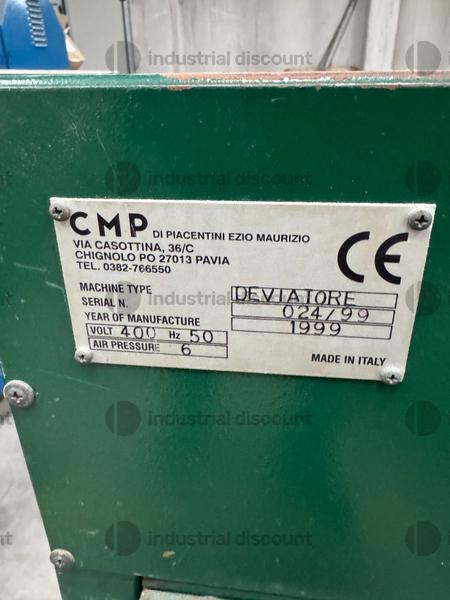 CMP DI PIACENTINI EZIO MAURIZIO
VIA CASOTTINA, 36/C
CHIGNOLO PO 27013 PAVIA
TEL. 0382-766550
CE
MACHINE TYPE DEVIATORE
SERIAL N. 024/99
YEAR OF MANUFACTURE 1999
VOLT 400 Hz 50
AIR PRESSURE 6
MADE IN ITALY
industrial discount
industrial discount
industrial discount
industrial discount
industrial discount